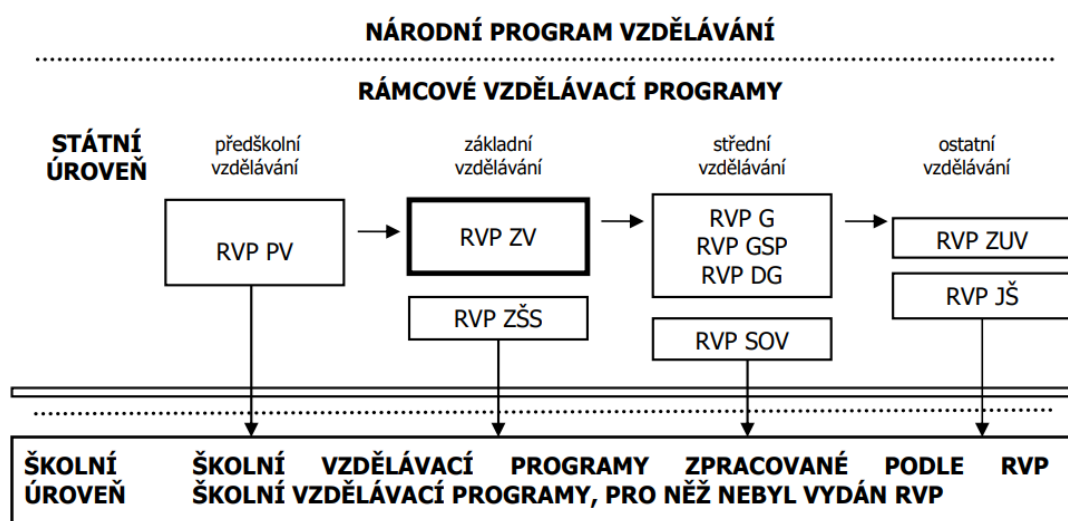 NÁRODNÍ PROGRAM VZDĚLÁVÁNÍ
RÁMCOVÉ VZDĚLÁVACÍ PROGRAMY
STÁTNÍ
ÚROVEŇ
předškolní
vzdělávání
základní
vzdělávání
střední
vzdělávání
ostatní
vzdělávání
RVP PV
RVP ZV
RVP ZŠS
RVP G
RVP GSP
RVP DG
RVP SOV
RVP ZUV
RVP JŠ
ŠKOLNÍ
ÚROVEŇ
ŠKOLNÍ VZDĚLÁVACÍ PROGRAMY ZPRACOVANÉ PODLE RVP
ŠKOLNÍ VZDĚLÁVACÍ PROGRAMY, PRO NĚŽ NEBYL VYDÁN RVP